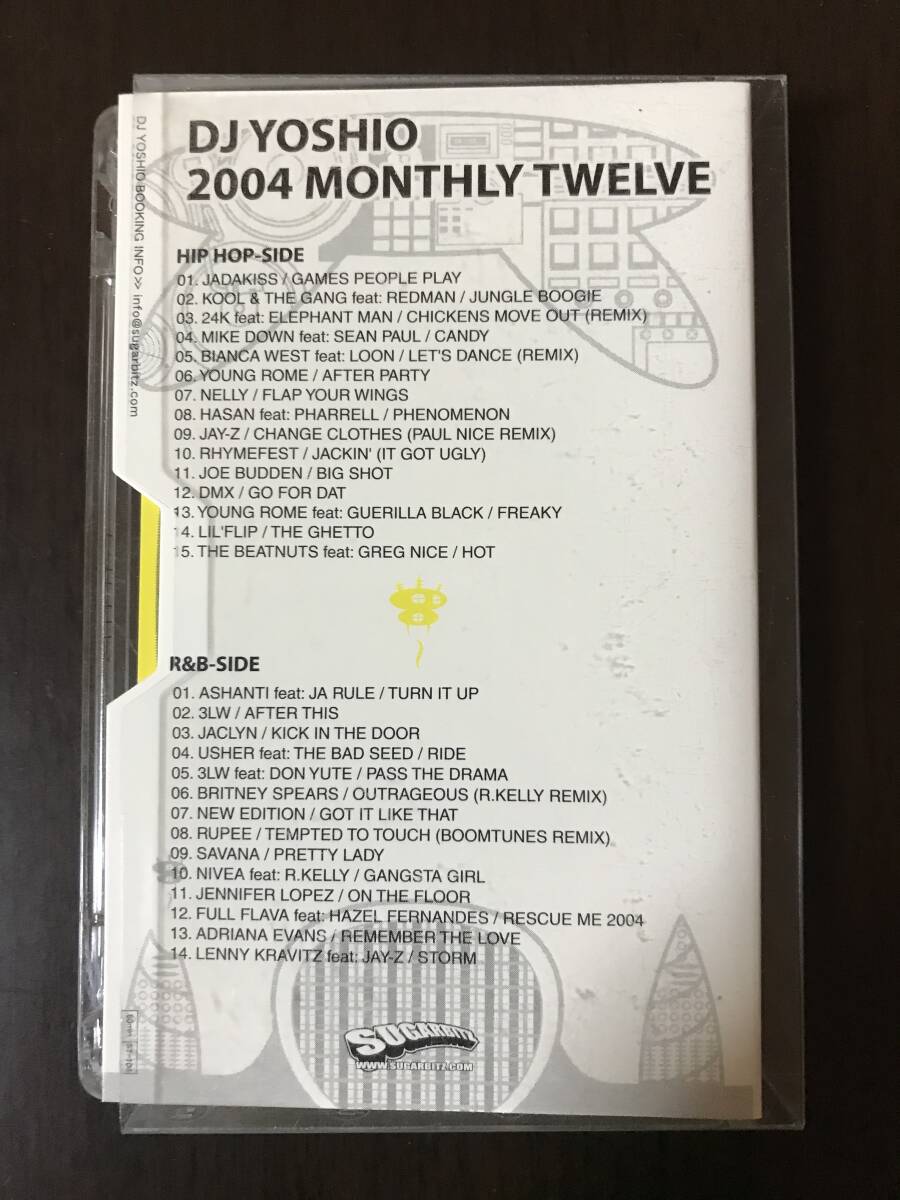 DJ YOSHIO
2004 MONTHLY TWELVE
DJ YOSHIO BOOKING INFO>> info@sugarbitz.com
HIP HOP-SIDE
01. JADAKISS / GAMES PEOPLE PLAY
02. KOOL & THE GANG feat: REDMAN / JUNGLE BOOGIE
03. 24K feat: ELEPHANT MAN / CHICKENS MOVE OUT (REMIX)
04. MIKE DOWN feat: SEAN PAUL / CANDY
05. BIANCA WEST feat: LOON / LET'S DANCE (REMIX)
06. YOUNG ROME / AFTER PARTY
07. NELLY / FLAP YOUR WINGS
08. HASAN feat: PHARRELL / PHENOMENON
09. JAY-Z / CHANGE CLOTHES (PAUL NICE REMIX)
10. RHYMEFEST / JACKIN' (IT GOT UGLY)
11. JOE BUDDEN / BIG SHOT
12. DMX / GO FOR DAT
13. YOUNG ROME feat: GUERILLA BLACK / FREAKY
14. LIL'FLIP / THE GHETTO
15. THE BEATNUTS feat: GREG NICE / HOT
R&B-SIDE
01. ASHANTI feat: JA RULE / TURN IT UP
02. 3LW / AFTER THIS
03. JACLYN / KICK IN THE DOOR
04. USHER feat: THE BAD SEED / RIDE
05. 3LW feat: DON YUTE / PASS THE DRAMA
06. BRITNEY SPEARS / OUTRAGEOUS (R.KELLY REMIX)
07. NEW EDITION / GOT IT LIKE THAT
08. RUPEE / TEMPTED TO TOUCH (BOOMTUNES REMIX)
09. SAVANA / PRETTY LADY
10. NIVEA feat: R.KELLY / GANGSTA GIRL
11. JENNIFER LOPEZ / ON THE FLOOR
12. FULL FLAVA feat: HAZEL FERNANDES / RESCUE ME 2004
13. ADRIANA EVANS / REMEMBER THE LOVE
14. LENNY KRAVITZ feat: JAY-Z / STORM
SUGARBITZ
WWW.SUGARBITZ.COM